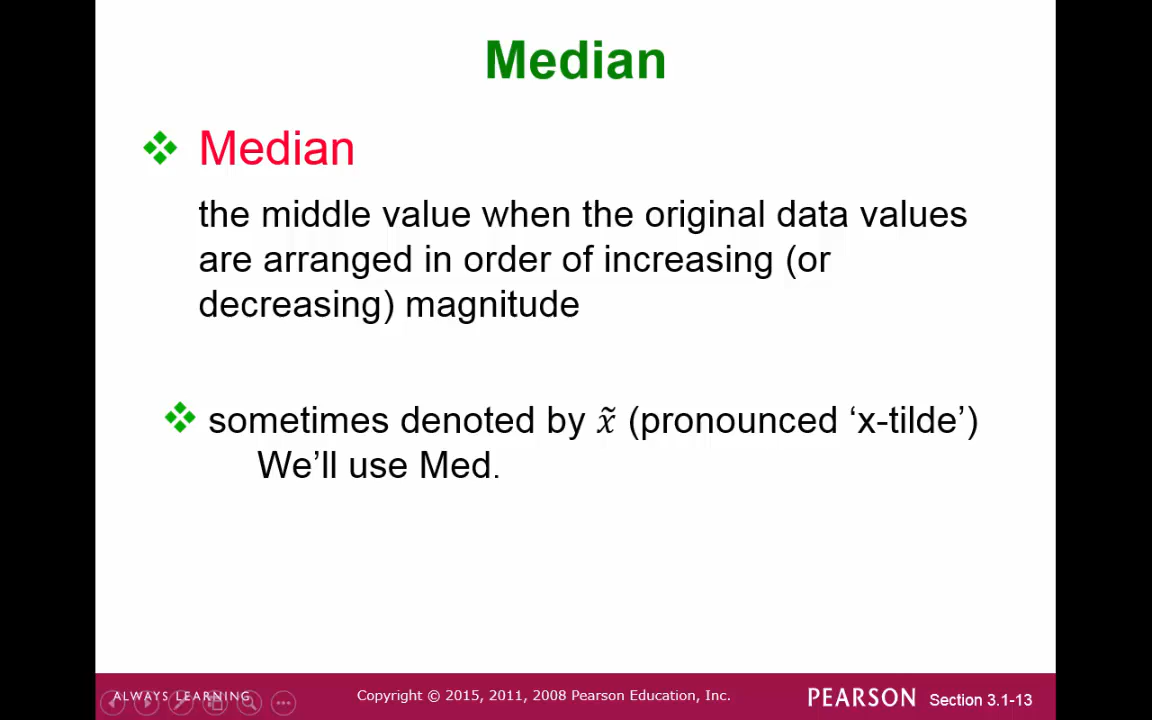 Median
Median
the middle value when the original data values
are arranged in order of increasing (or
decreasing) magnitude
sometimes denoted by x̃ (pronounced ‘x-tilde’)
We’ll use Med.
ALWAYS LEARNING
Copyright © 2015, 2011, 2008 Pearson Education, Inc.
PEARSON
Section 3.1-13